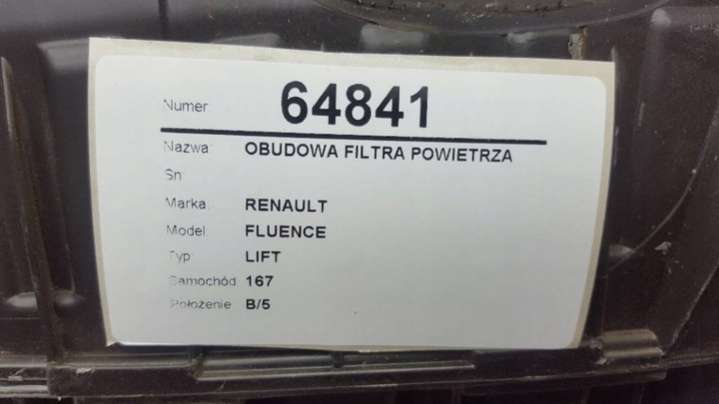 Numer 64841
Nazwa OBUDOWA FILTRA POWIETRZA
Sn
Marka RENAULT
Model FLUENCE
Typ LIFT
Samochód 167
Położenie B/5